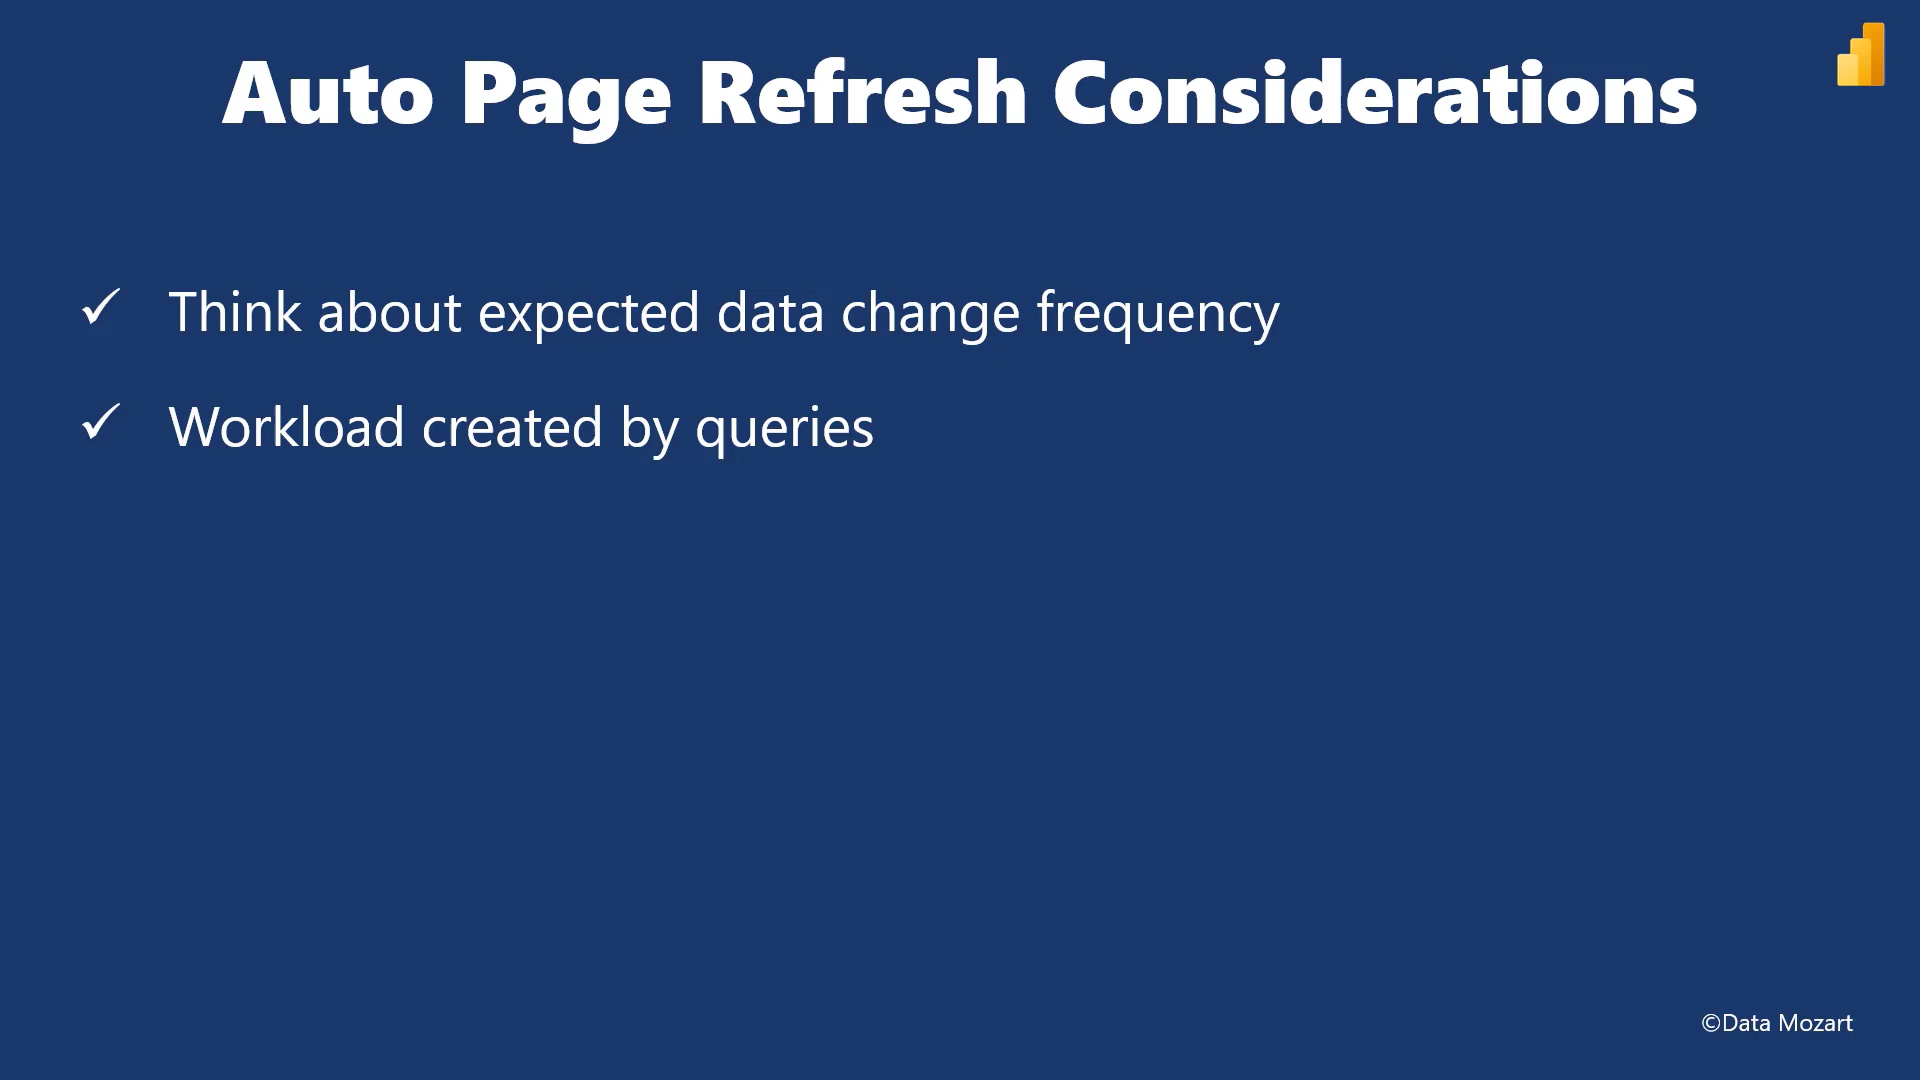 Auto Page Refresh Considerations
✓ Think about expected data change frequency
✓ Workload created by queries
©Data Mozart